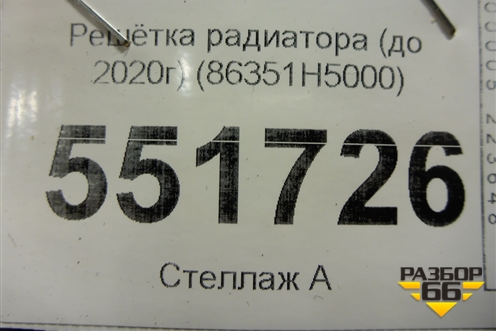 Решётка радиатора (до
2020г) (86351H5000)
551726
Стеллаж А
РАЗБОР
66